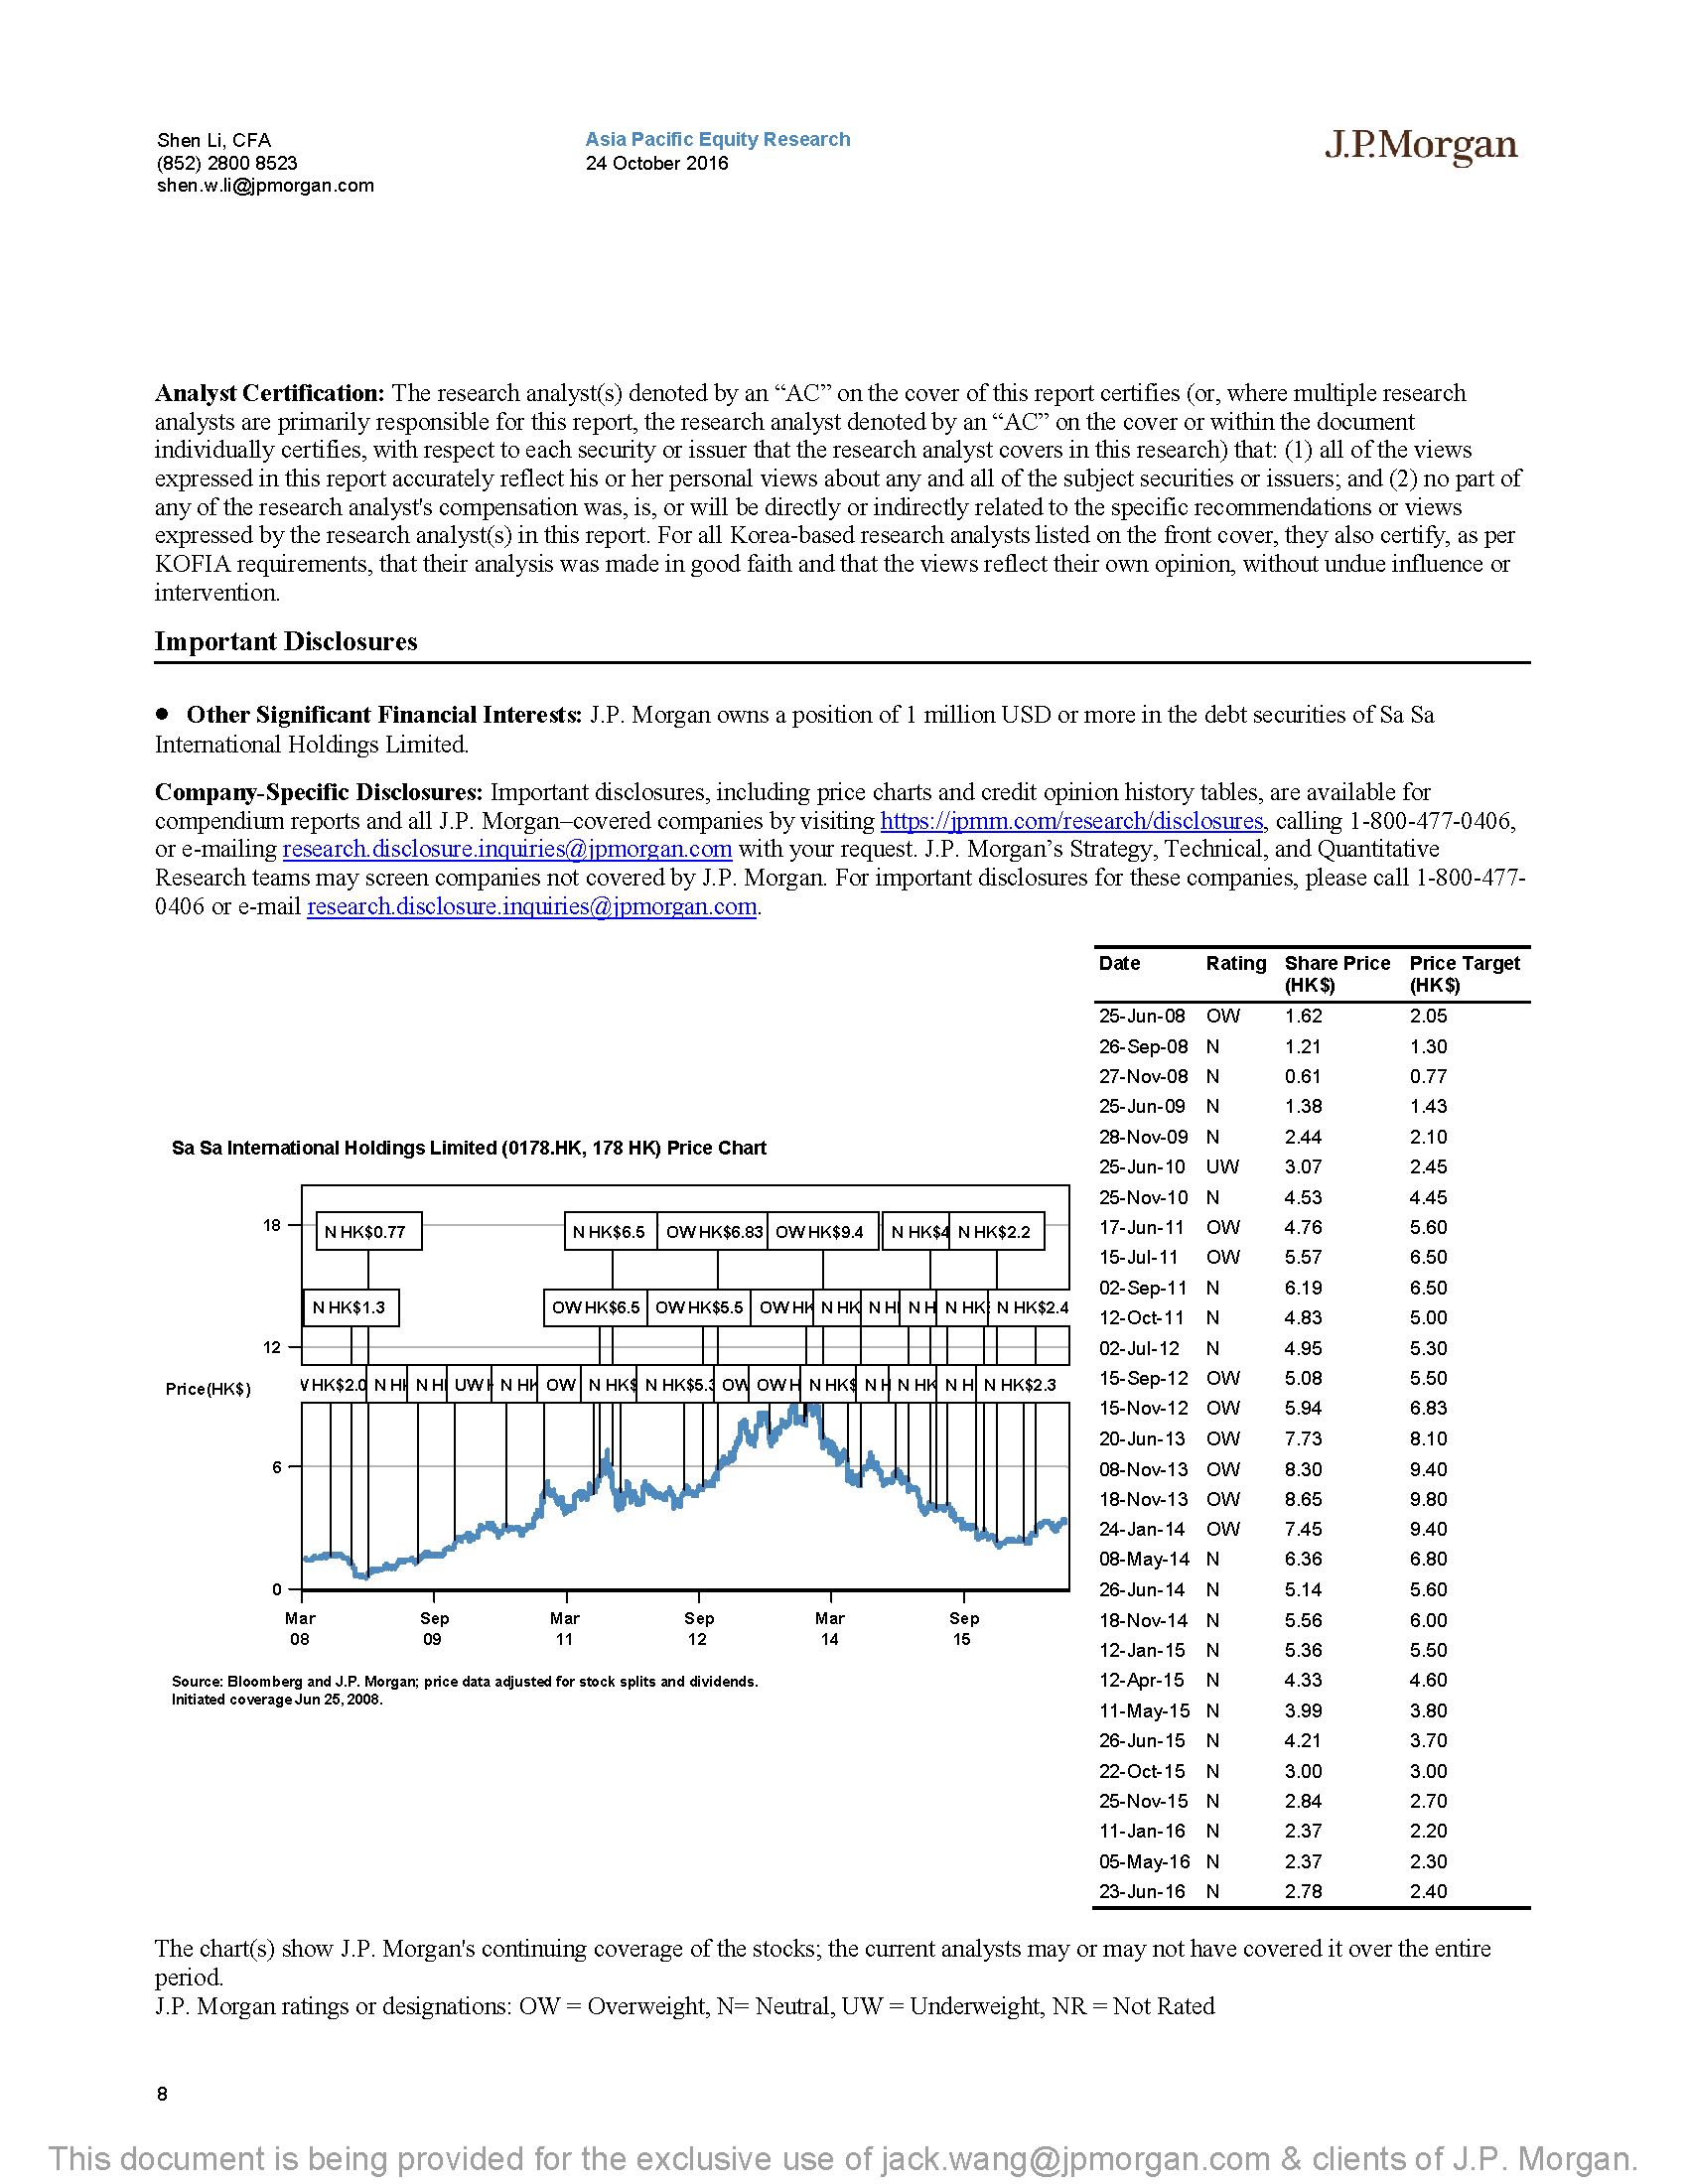 Shen Li, CFA
(852) 2800 8523
shen.w.li@jpmorgan.com
Asia Pacific Equity Research
24 October 2016
J.P.Morgan
Analyst Certification: The research analyst(s) denoted by an “AC” on the cover of this report certifies (or, where multiple research
analysts are primarily responsible for this report, the research analyst denoted by an “AC” on the cover or within the document
individually certifies, with respect to each security or issuer that the research analyst covers in this research) that: (1) all of the views
expressed in this report accurately reflect his or her personal views about any and all of the subject securities or issuers; and (2) no part of
any of the research analyst's compensation was, is, or will be directly or indirectly related to the specific recommendations or views
expressed by the research analyst(s) in this report. For all Korea-based research analysts listed on the front cover, they also certify, as per
KOFIA requirements, that their analysis was made in good faith and that the views reflect their own opinion, without undue influence or
intervention.
Important Disclosures
● Other Significant Financial Interests: J.P. Morgan owns a position of 1 million USD or more in the debt securities of Sa Sa
International Holdings Limited.
Company-Specific Disclosures: Important disclosures, including price charts and credit opinion history tables, are available for
compendium reports and all J.P. Morgan–covered companies by visiting https://jpmm.com/research/disclosures, calling 1-800-477-0406,
or e-mailing research.disclosure.inquiries@jpmorgan.com with your request. J.P. Morgan’s Strategy, Technical, and Quantitative
Research teams may screen companies not covered by J.P. Morgan. For important disclosures for these companies, please call 1-800-477-
0406 or e-mail research.disclosure.inquiries@jpmorgan.com.
Sa Sa International Holdings Limited (0178.HK, 178 HK) Price Chart
18
N HK$0.77 N HK$6.5 OW HK$6.83 OW HK$9.4 N HK$4 N HK$2.2
N HK$1.3 OW HK$6.5 OW HK$5.5 OW HK N HK N H N H N HK N HK$2.4
12
Price(HK$)
HK$2.0 N H N H UW N HK OW N HK$ N HK$5. OW OW H N HK$ N H N HK N H N HK$2.3
6
0
Mar Sep Mar Sep Mar Sep
08 09 11 12 14 15
Source: Bloomberg and J.P. Morgan; price data adjusted for stock splits and dividends.
Initiated coverage Jun 25, 2008.
Date Rating Share Price Price Target
(HK$) (HK$)
25-Jun-08 OW 1.62 2.05
26-Sep-08 N 1.21 1.30
27-Nov-08 N 0.61 0.77
25-Jun-09 N 1.38 1.43
28-Nov-09 N 2.44 2.10
25-Jun-10 UW 3.07 2.45
25-Nov-10 N 4.53 4.45
17-Jun-11 OW 4.76 5.60
15-Jul-11 OW 5.57 6.50
02-Sep-11 N 6.19 6.50
12-Oct-11 N 4.83 5.00
02-Jul-12 N 4.95 5.30
15-Sep-12 OW 5.08 5.50
15-Nov-12 OW 5.94 6.83
20-Jun-13 OW 7.73 8.10
08-Nov-13 OW 8.30 9.40
18-Nov-13 OW 8.65 9.80
24-Jan-14 OW 7.45 9.40
08-May-14 N 6.36 6.80
26-Jun-14 N 5.14 5.60
18-Nov-14 N 5.56 6.00
12-Jan-15 N 5.36 5.50
12-Apr-15 N 4.33 4.60
11-May-15 N 3.99 3.80
26-Jun-15 N 4.21 3.70
22-Oct-15 N 3.00 3.00
25-Nov-15 N 2.84 2.70
11-Jan-16 N 2.37 2.20
05-May-16 N 2.37 2.30
23-Jun-16 N 2.78 2.40
The chart(s) show J.P. Morgan's continuing coverage of the stocks; the current analysts may or may not have covered it over the entire
period.
J.P. Morgan ratings or designations: OW = Overweight, N= Neutral, UW = Underweight, NR = Not Rated
8
This document is being provided for the exclusive use of jack.wang@jpmorgan.com & clients of J.P. Morgan.